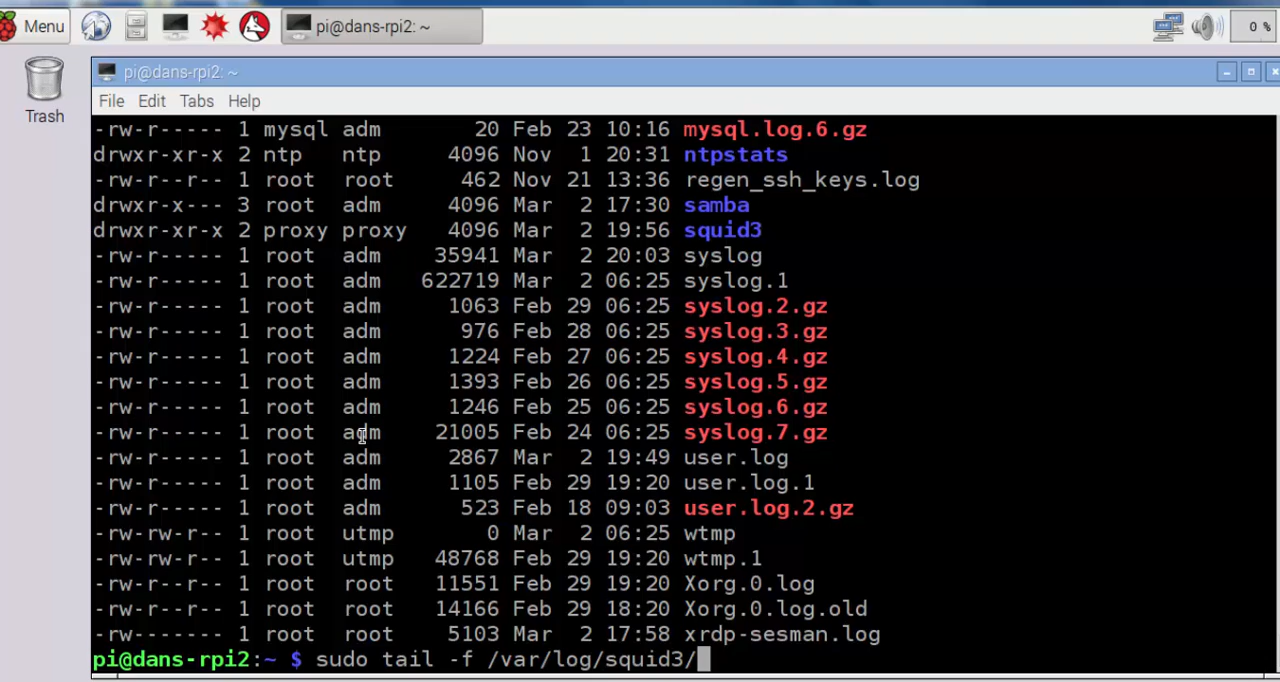 Menu pi@dans-rpi2: ~ 0 %
Trash
pi@dans-rpi2: ~
File Edit Tabs Help
-rw-r----- 1 mysql adm 20 Feb 23 10:16 mysql.log.6.gz
drwxr-xr-x 2 ntp ntp 4096 Nov 1 20:31 ntpstats
-rw-r--r-- 1 root root 462 Nov 21 13:36 regen_ssh_keys.log
drwxr-x--- 3 root adm 4096 Mar 2 17:30 samba
drwxr-xr-x 2 proxy proxy 4096 Mar 2 19:56 squid3
-rw-r----- 1 root adm 35941 Mar 2 20:03 syslog
-rw-r----- 1 root adm 622719 Mar 2 06:25 syslog.1
-rw-r----- 1 root adm 1063 Feb 29 06:25 syslog.2.gz
-rw-r----- 1 root adm 976 Feb 28 06:25 syslog.3.gz
-rw-r----- 1 root adm 1224 Feb 27 06:25 syslog.4.gz
-rw-r----- 1 root adm 1393 Feb 26 06:25 syslog.5.gz
-rw-r----- 1 root adm 1246 Feb 25 06:25 syslog.6.gz
-rw-r----- 1 root adm 21005 Feb 24 06:25 syslog.7.gz
-rw-r----- 1 root adm 2867 Mar 2 19:49 user.log
-rw-r----- 1 root adm 1105 Feb 29 19:20 user.log.1
-rw-r----- 1 root adm 523 Feb 18 09:03 user.log.2.gz
-rw-rw-r-- 1 root utmp 0 Mar 2 06:25 wtmp
-rw-rw-r-- 1 root utmp 48768 Feb 29 19:20 wtmp.1
-rw-r--r-- 1 root root 11551 Feb 29 19:20 Xorg.0.log
-rw-r--r-- 1 root root 14166 Feb 29 18:20 Xorg.0.log.old
-rw------- 1 root root 5103 Mar 2 17:58 xrdp-sesman.log
pi@dans-rpi2:~ $ sudo tail -f /var/log/squid3/